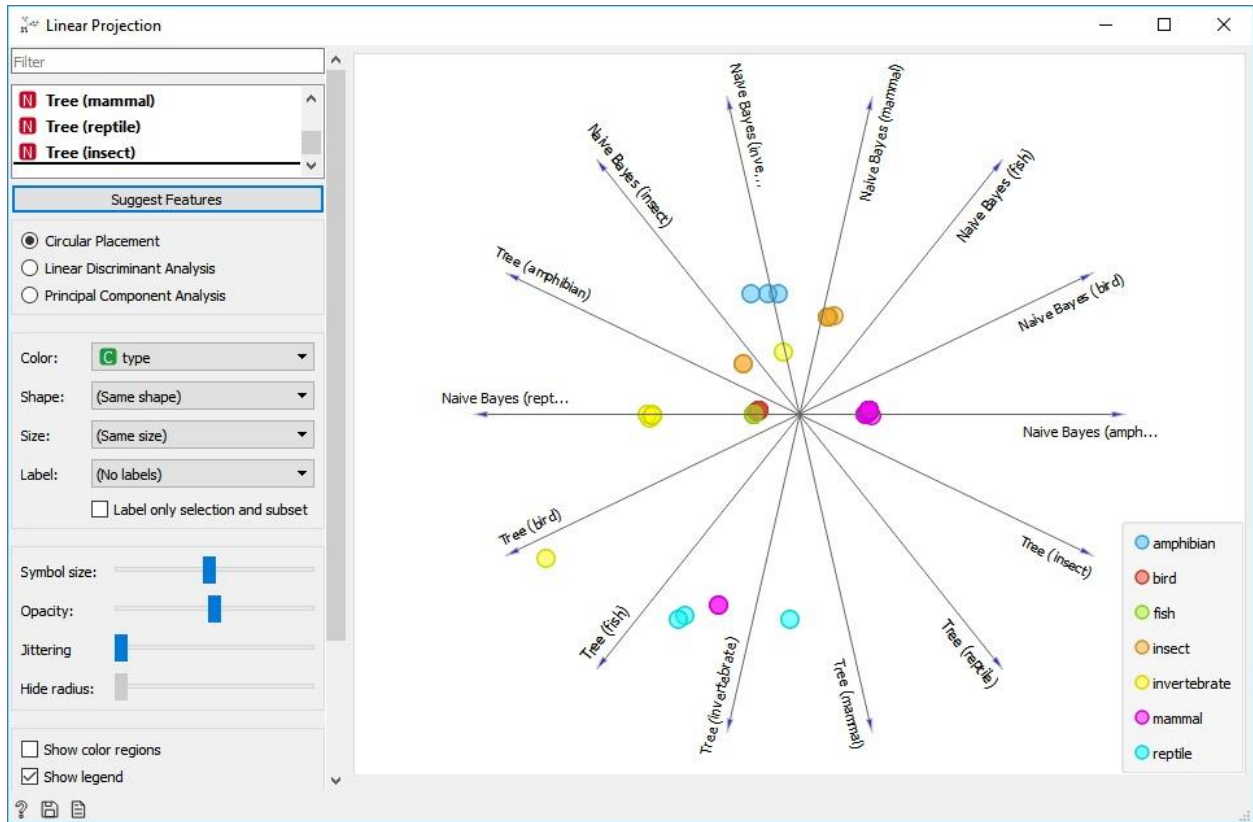 Linear Projection
Filter
N Tree (mammal)
N Tree (reptile)
N Tree (insect)
Suggest Features
Circular Placement
Linear Discriminant Analysis
Principal Component Analysis
Color: C type
Shape: (Same shape)
Size: (Same size)
Label: (No labels)
Label only selection and subset
Symbol size:
Opacity:
Jittering
Hide radius:
Show color regions
Show legend
Naive Bayes (inve...
Naive Bayes (mammal)
Naive Bayes (insect)
Naive Bayes (fish)
Tree (amphibian)
Naive Bayes (bird)
Naive Bayes (rept...
Naive Bayes (amph...
Tree (bird)
Tree (insect)
Tree (fish)
Tree (reptile)
Tree (invertebrate)
Tree (mammal)
amphibian
bird
fish
insect
invertebrate
mammal
reptile